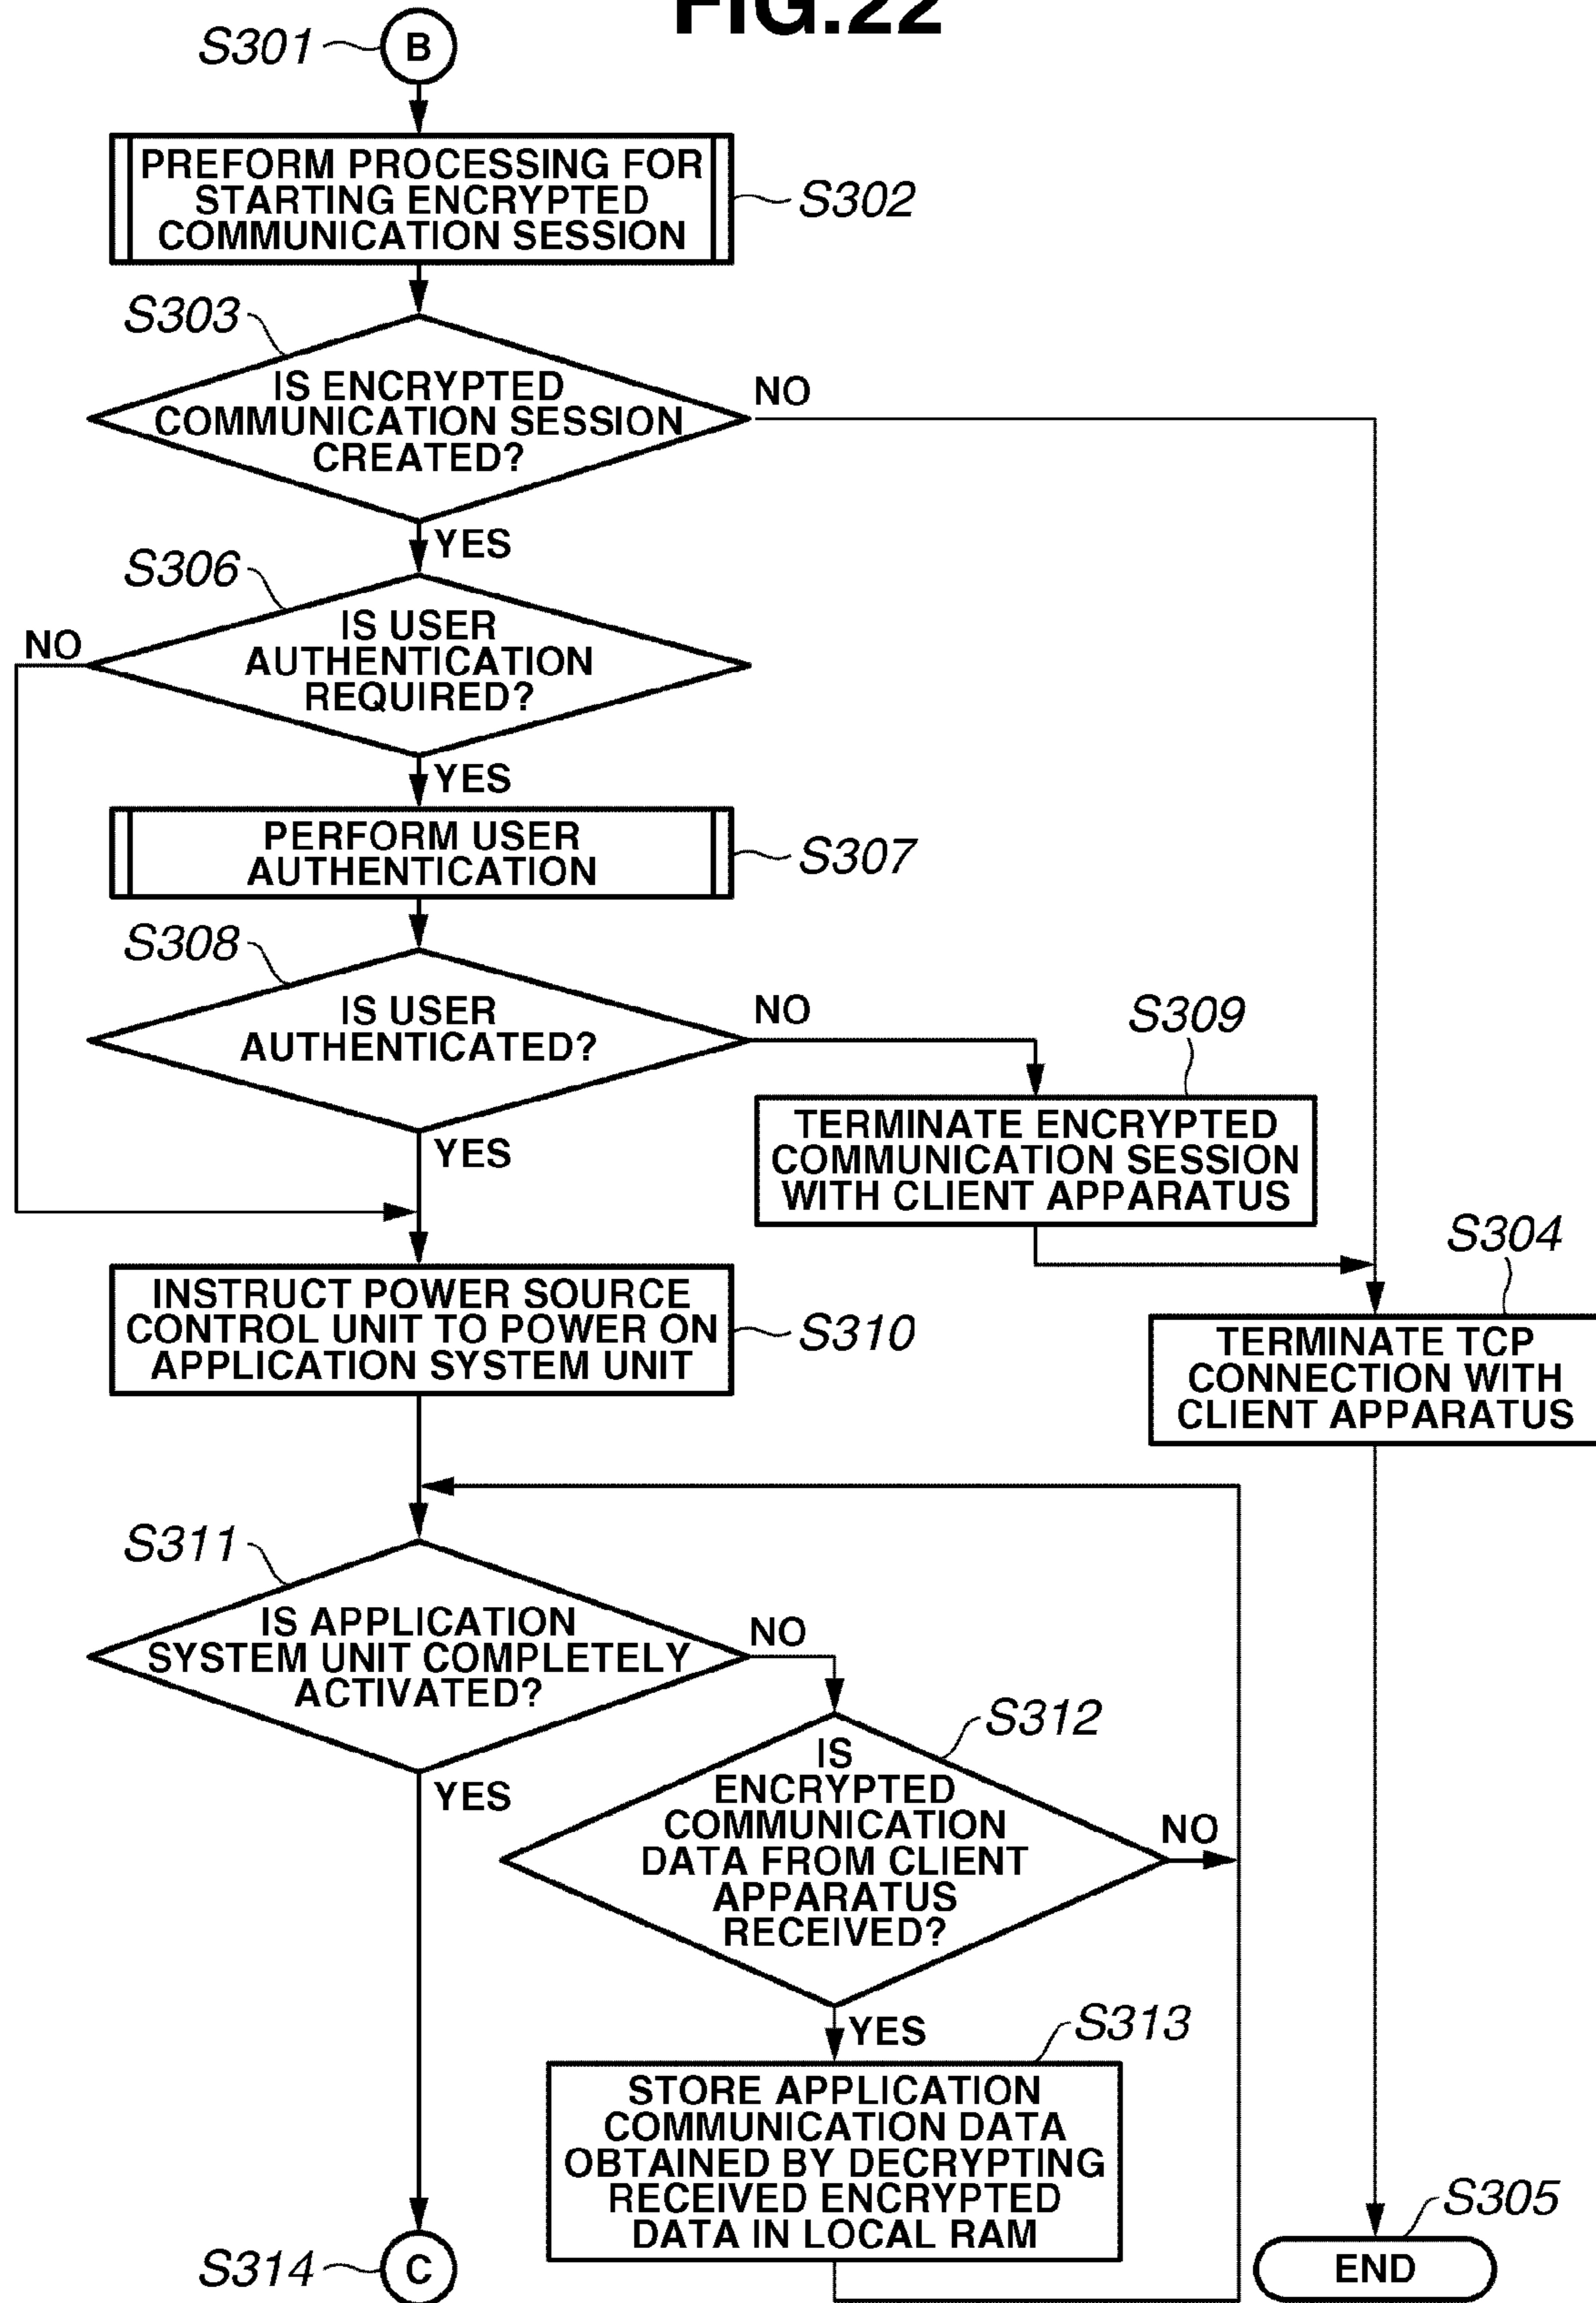 FIG.22
S301
B
PREFORM PROCESSING FOR
STARTING ENCRYPTED
COMMUNICATION SESSION
S302
S303
IS ENCRYPTED
COMMUNICATION SESSION
CREATED?
NO
YES
S306
IS USER
AUTHENTICATION
REQUIRED?
NO
YES
PERFORM USER
AUTHENTICATION
S307
S308
IS USER
AUTHENTICATED?
NO
YES
S309
TERMINATE ENCRYPTED
COMMUNICATION SESSION
WITH CLIENT APPARATUS
S304
TERMINATE TCP
CONNECTION WITH
CLIENT APPARATUS
INSTRUCT POWER SOURCE
CONTROL UNIT TO POWER ON
APPLICATION SYSTEM UNIT
S310
S311
IS APPLICATION
SYSTEM UNIT COMPLETELY
ACTIVATED?
NO
YES
S312
IS
ENCRYPTED
COMMUNICATION
DATA FROM CLIENT
APPARATUS
RECEIVED?
NO
YES
S313
STORE APPLICATION
COMMUNICATION DATA
OBTAINED BY DECRYPTING
RECEIVED ENCRYPTED
DATA IN LOCAL RAM
S305
END
S314
C